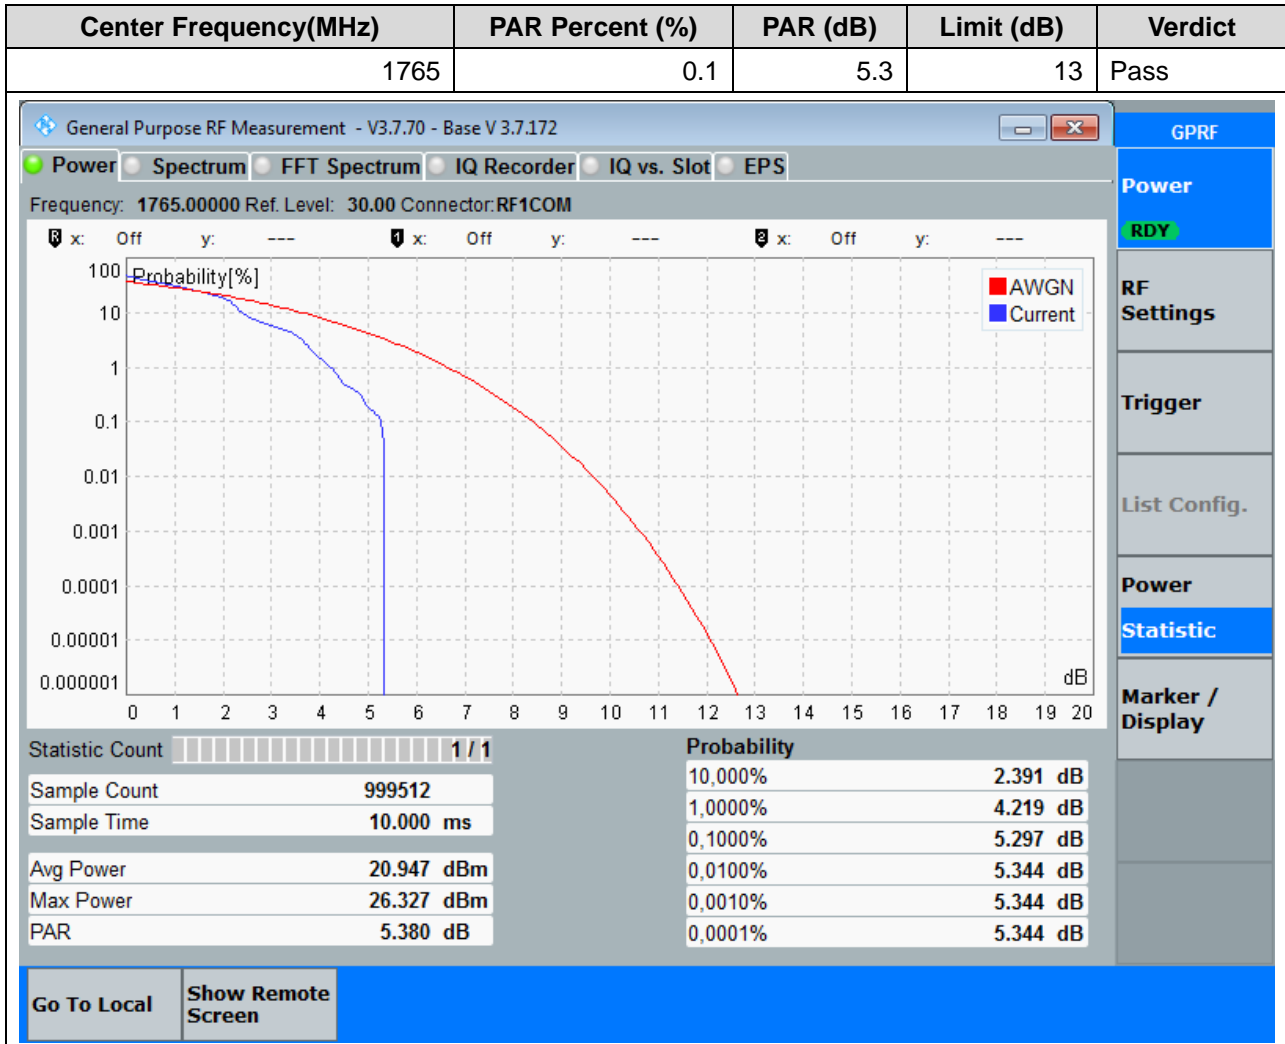 Center Frequency(MHz) PAR Percent (%) PAR (dB) Limit (dB) Verdict
1765 0.1 5.3 13 Pass
General Purpose RF Measurement - V3.7.70 - Base V 3.7.172
GPRF
Power Spectrum FFT Spectrum IQ Recorder IQ vs. Slot EPS
Power
RDY
Frequency: 1765.00000 Ref. Level: 30.00 Connector:RF1COM
R x: Off y: --- 1 x: Off y: --- 2 x: Off y: ---
Probability[%]
AWGN
Current
100
10
1
0.1
0.01
0.001
0.0001
0.00001
0.000001
dB
0 1 2 3 4 5 6 7 8 9 10 11 12 13 14 15 16 17 18 19 20
RF
Settings
Trigger
List Config.
Power
Statistic
Marker /
Display
Statistic Count 1 / 1
Sample Count 999512
Sample Time 10.000 ms
Avg Power 20.947 dBm
Max Power 26.327 dBm
PAR 5.380 dB
Probability
10,000% 2.391 dB
1,0000% 4.219 dB
0,1000% 5.297 dB
0,0100% 5.344 dB
0,0010% 5.344 dB
0,0001% 5.344 dB
Go To Local
Show Remote
Screen